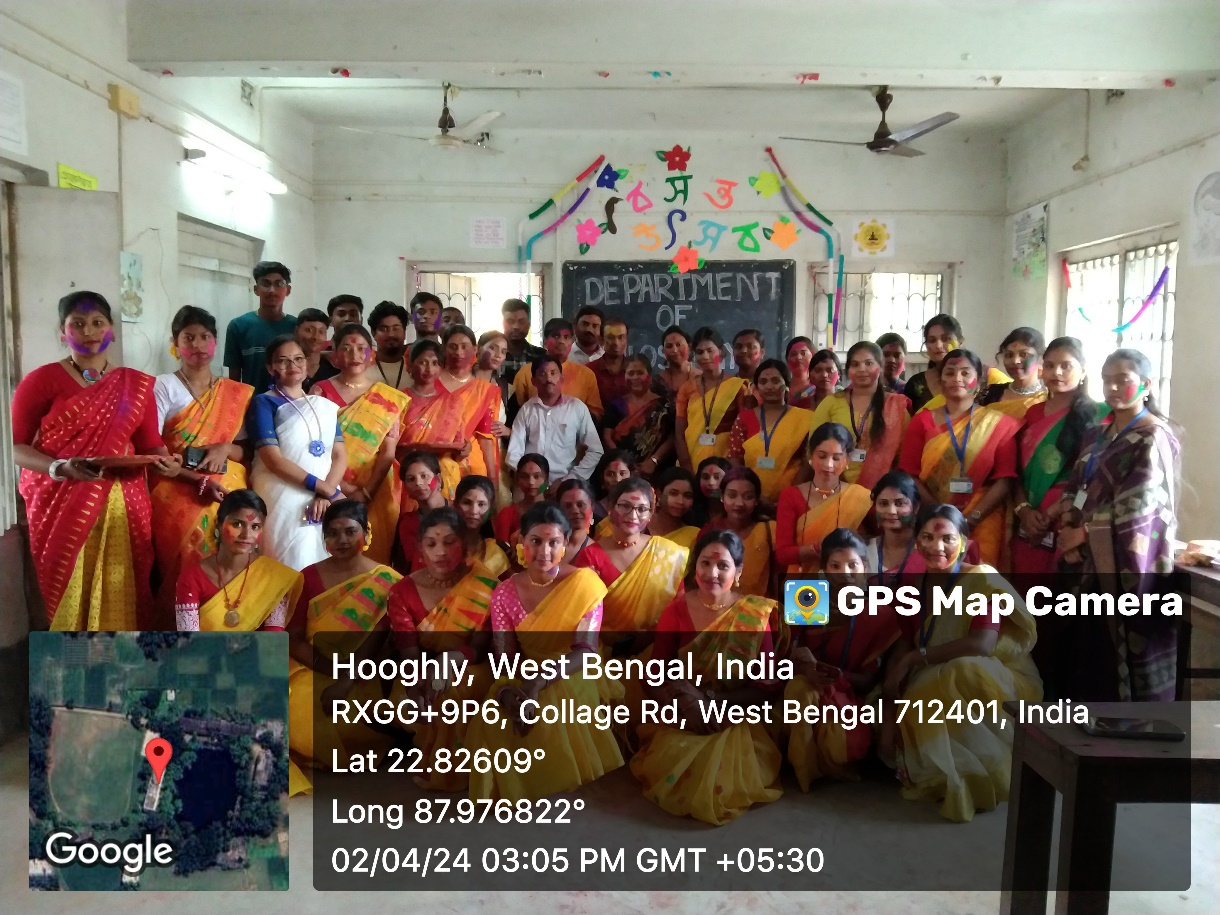 বসন্ত
উৎসব
DEPARTMENT
OF
GPS Map Camera
Hooghly, West Bengal, India
RXGG+9P6, Collage Rd, West Bengal 712401, India
Lat 22.82609°
Long 87.976822°
02/04/24 03:05 PM GMT +05:30
Google